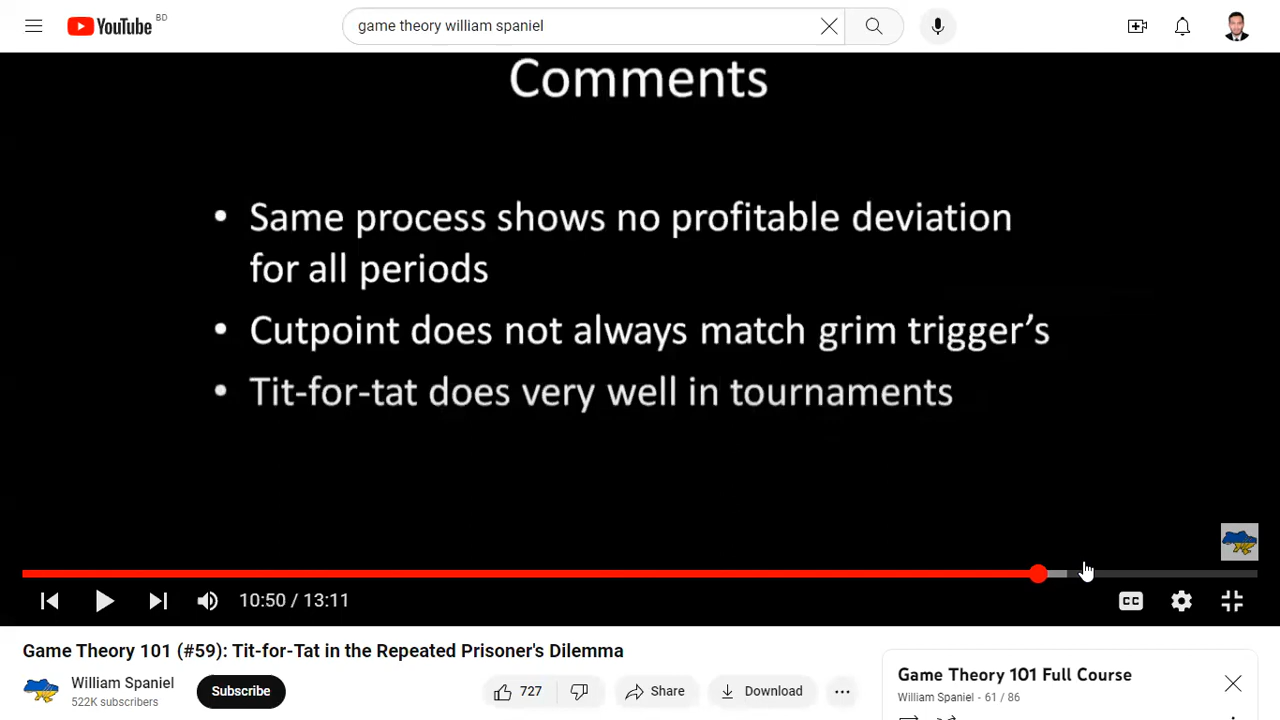 YouTube BD
game theory william spaniel
Comments
• Same process shows no profitable deviation
for all periods
• Cutpoint does not always match grim trigger's
• Tit-for-tat does very well in tournaments
10:50 / 13:11
CC
Game Theory 101 (#59): Tit-for-Tat in the Repeated Prisoner's Dilemma
William Spaniel
522K subscribers
Subscribe
727
Share
Download
Game Theory 101 Full Course
William Spaniel - 61 / 86